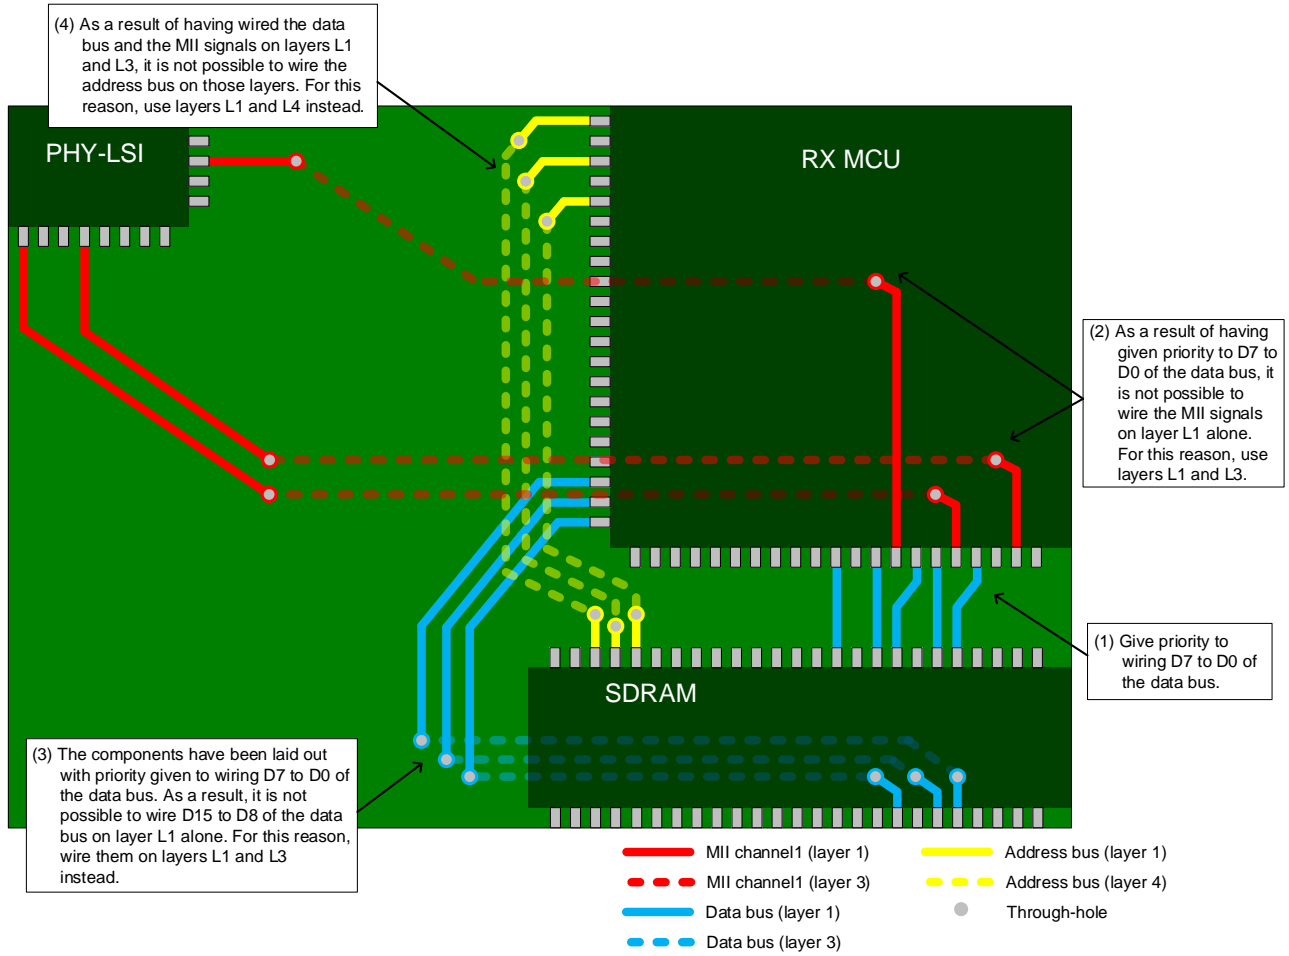 (4) As a result of having wired the data
bus and the MII signals on layers L1
and L3, it is not possible to wire the
address bus on those layers. For this
reason, use layers L1 and L4 instead.
PHY-LSI
RX MCU
(2) As a result of having
given priority to D7 to
D0 of the data bus, it
is not possible to
wire the MII signals
on layer L1 alone.
For this reason, use
layers L1 and L3.
(1) Give priority to
wiring D7 to D0 of
the data bus.
SDRAM
(3) The components have been laid out
with priority given to wiring D7 to D0 of
the data bus. As a result, it is not
possible to wire D15 to D8 of the data
bus on layer L1 alone. For this reason,
wire them on layers L1 and L3
instead.
MII channel1 (layer 1)
MII channel1 (layer 3)
Data bus (layer 1)
Data bus (layer 3)
Address bus (layer 1)
Address bus (layer 4)
Through-hole